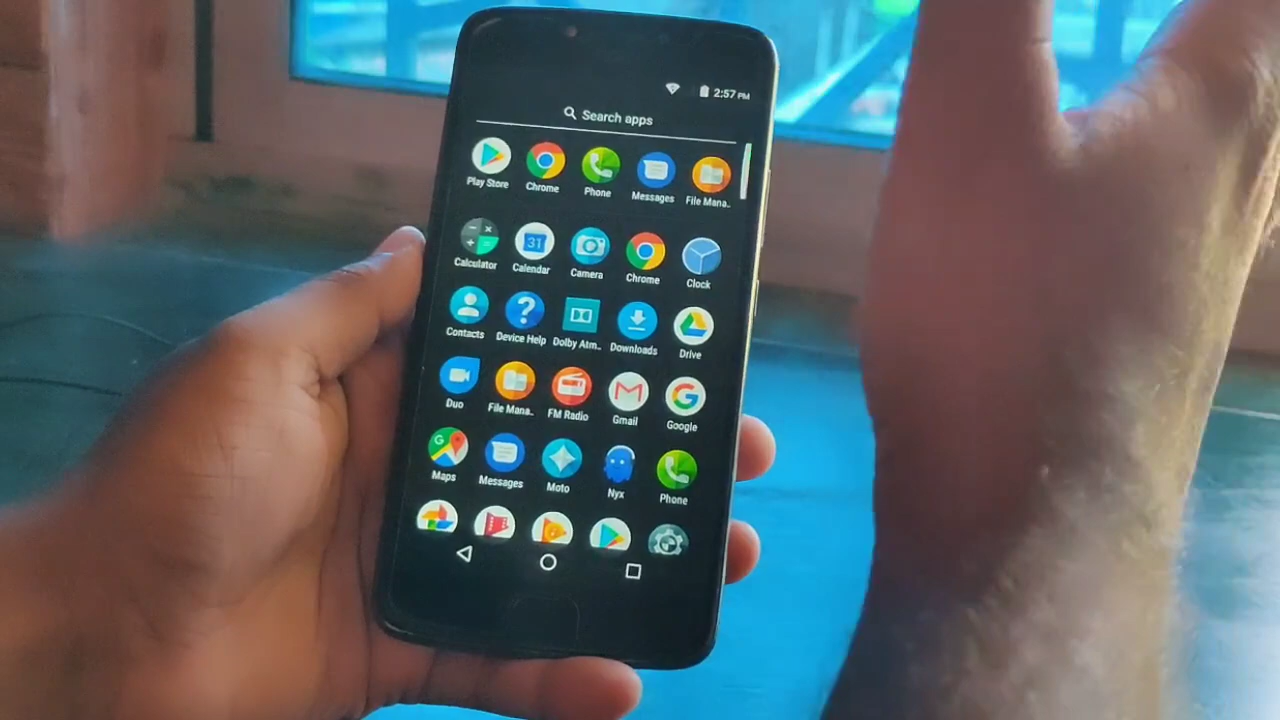 2:57 PM
Search apps
Play Store Chrome Phone Messages File Mana..
Calculator Calendar Camera Chrome Clock
31
Contacts Device Help Dolby Atm.. Downloads Drive
Duo File Mana.. FM Radio Gmail Google
Maps Messages Moto Nyx Phone